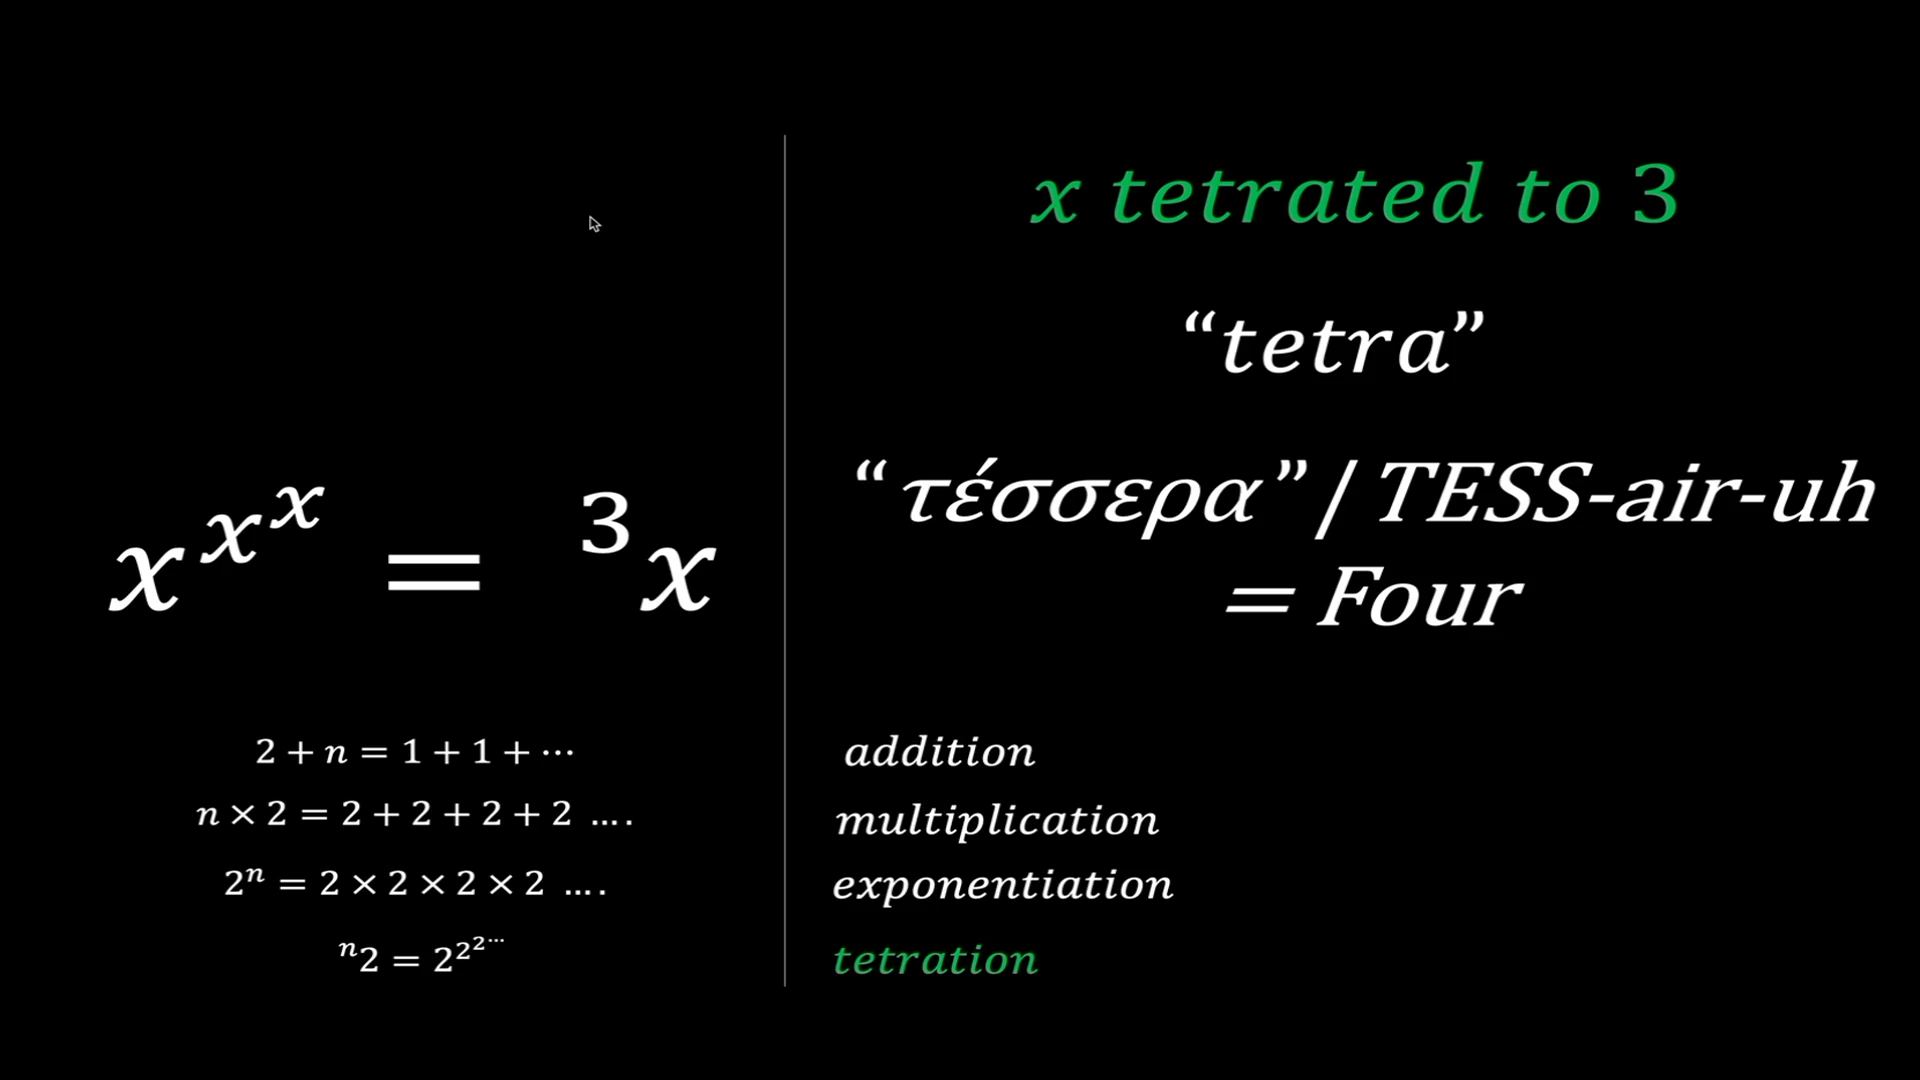 x^{x^x} = ³x
2 + n = 1 + 1 + ⋯
n × 2 = 2 + 2 + 2 + 2 ….
2ⁿ = 2 × 2 × 2 × 2 ….
ⁿ2 = 2^{2^{2^{⋯}}}
x tetrated to 3
“tetra”
“τέσσερα” / TESS-air-uh
= Four
addition
multiplication
exponentiation
tetration